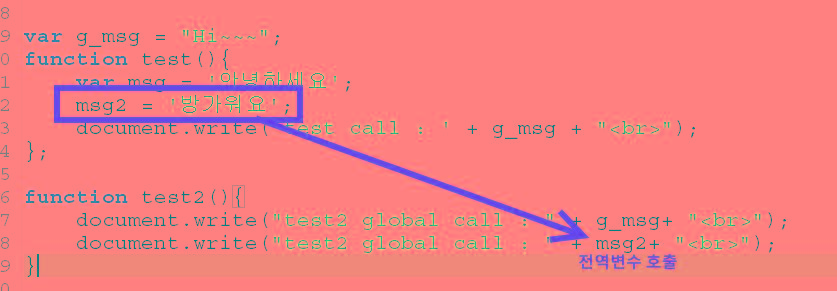 8
9 var g_msg = "Hi~~~";
0 function test(){
1 var msg = '안녕하세요';
2 msg2 = '방가워요';
3 document.write("test call : ' + g_msg + "<br>");
4 };
5
6 function test2(){
7 document.write("test2 global call : " + g_msg+ "<br>");
8 document.write("test2 global call : " + msg2+ "<br>");
전역변수 호출
9 }
0